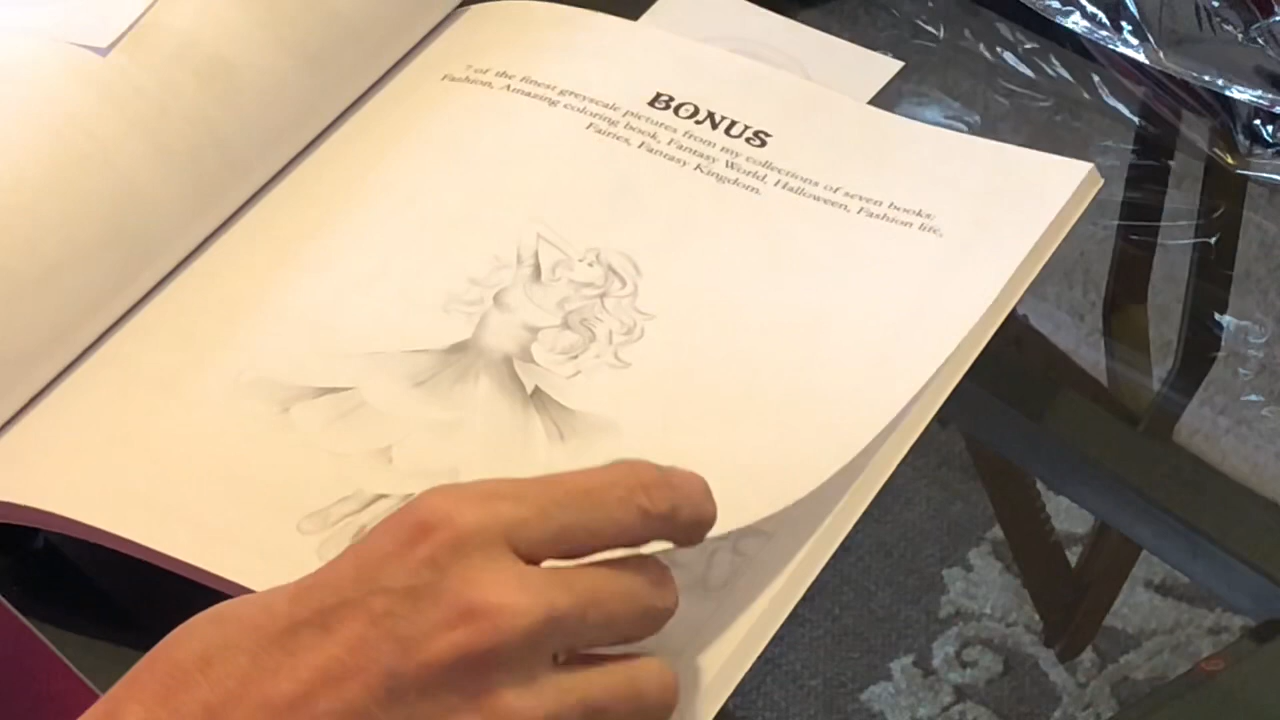 BONUS
7 of the finest greyscale pictures from my collections of seven books:
Fashion, Amazing coloring book, Fantasy World, Halloween, Fashion life,
Fairies, Fantasy Kingdom.